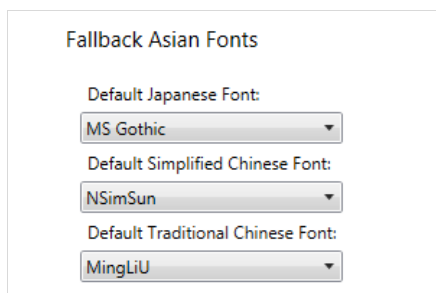 Fallback Asian Fonts
Default Japanese Font:
MS Gothic
Default Simplified Chinese Font:
NSimSun
Default Traditional Chinese Font:
MingLiU